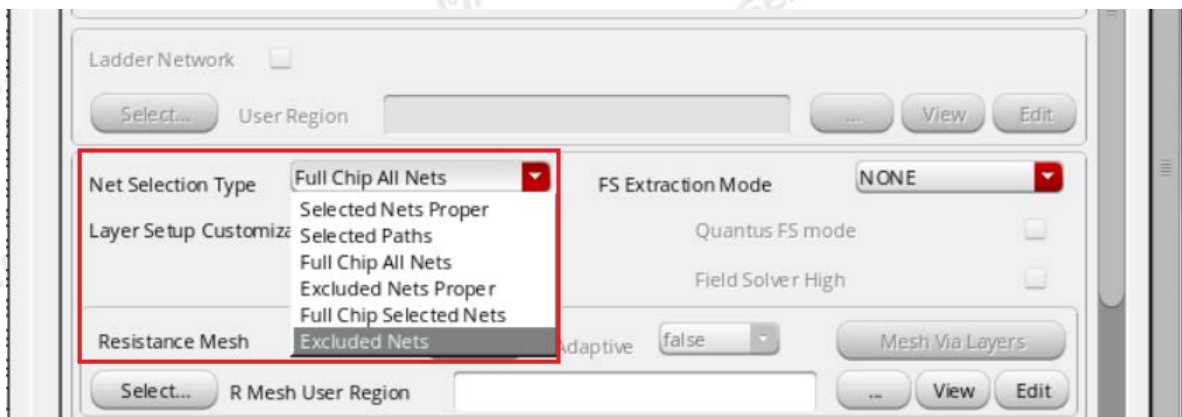 Ladder Network
Select... User Region ... View Edit
Net Selection Type Full Chip All Nets FS Extraction Mode NONE
Selected Nets Proper
Layer Setup Customiza Selected Paths Quantus FS mode
Full Chip All Nets
Excluded Nets Proper Field Solver High
Full Chip Selected Nets
Resistance Mesh Excluded Nets Adaptive false Mesh Via Layers
Select... R Mesh User Region ... View Edit